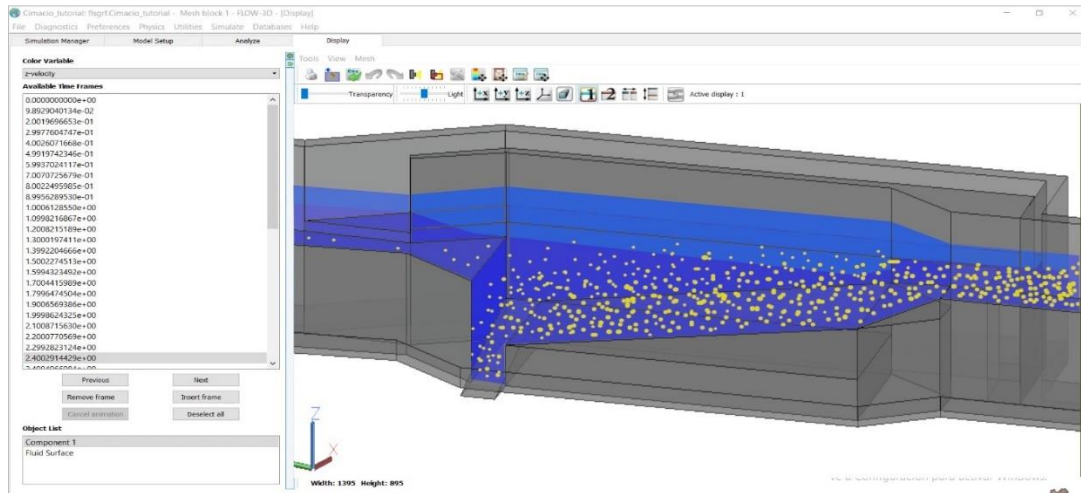 Cimacio_tutorial: flsgrf.Cimacio_tutorial - Mesh block 1 - FLOW-3D - [Display]
File Diagnostics Preferences Physics Utilities Simulate Databases Help
Simulation Manager Model Setup Analyze Display
Color Variable
z-velocity
Available Time Frames
0.0000000000e+00
9.8929040134e-02
2.0019696653e-01
2.9977604747e-01
4.0026071668e-01
4.9919742346e-01
5.9937024117e-01
7.0070725679e-01
8.0022495985e-01
8.9956289530e-01
1.0006128550e+00
1.0998216867e+00
1.2008215189e+00
1.3000197411e+00
1.3992204666e+00
1.5002274513e+00
1.5994323492e+00
1.7004415989e+00
1.7996474504e+00
1.9006569386e+00
1.9998624325e+00
2.1008715630e+00
2.2000770569e+00
2.2992823124e+00
2.4002914429e+00
Previous Next
Remove frame Insert frame
Cancel animation Deselect all
Object List
Component 1
Fluid Surface
Tools View Mesh
Transparency Light Active display : 1
Z
X
Width: 1395 Height: 895